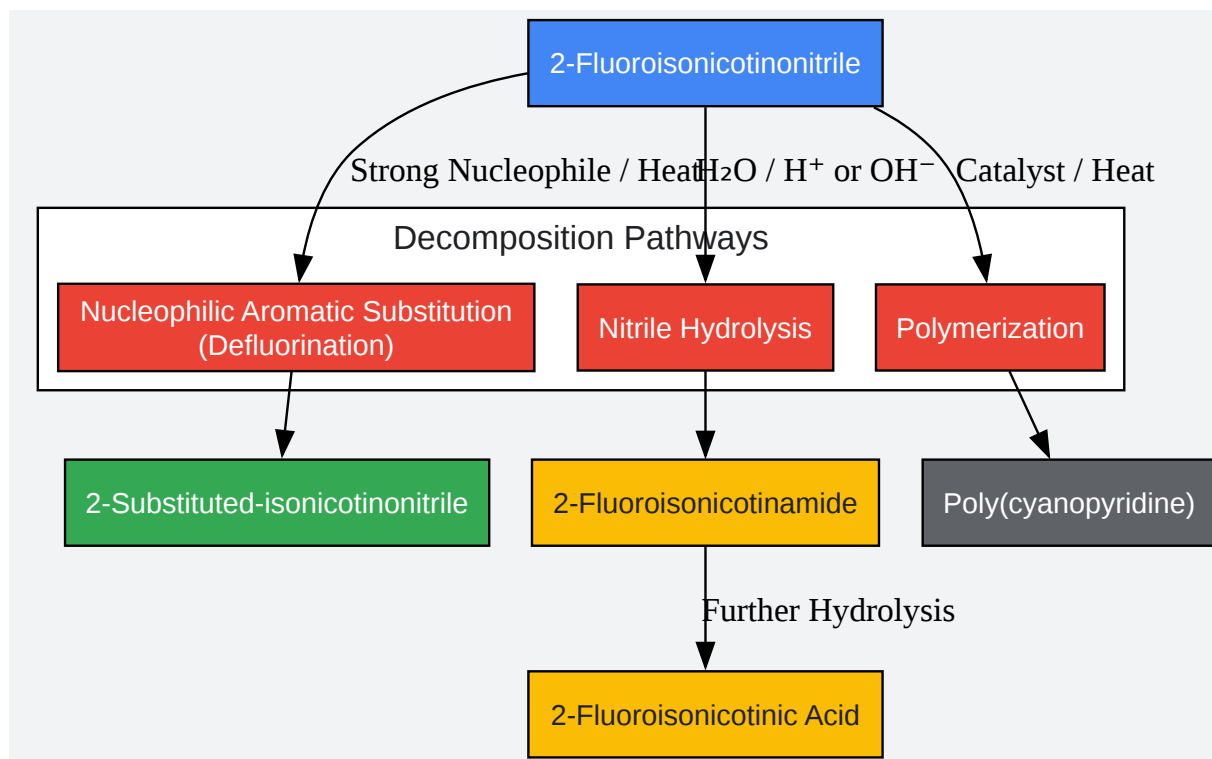 2-Fluoroisonicotinonitrile
Strong Nucleophile / Heat
H₂O / H⁺ or OH⁻
Catalyst / Heat
Decomposition Pathways
Nucleophilic Aromatic Substitution
(Defluorination)
Nitrile Hydrolysis
Polymerization
2-Substituted-isonicotinonitrile
2-Fluoroisonicotinamide
Poly(cyanopyridine)
Further Hydrolysis
2-Fluoroisonicotinic Acid